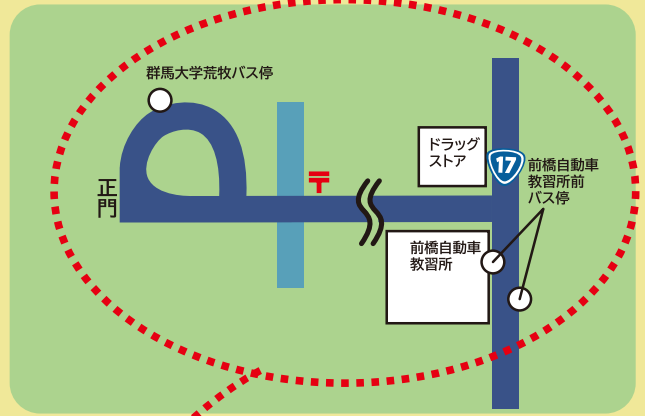 群馬大学荒牧バス停
正門
〒
ドラッグ
ストア
17
前橋自動車
教習所前
バス停
前橋自動車
教習所